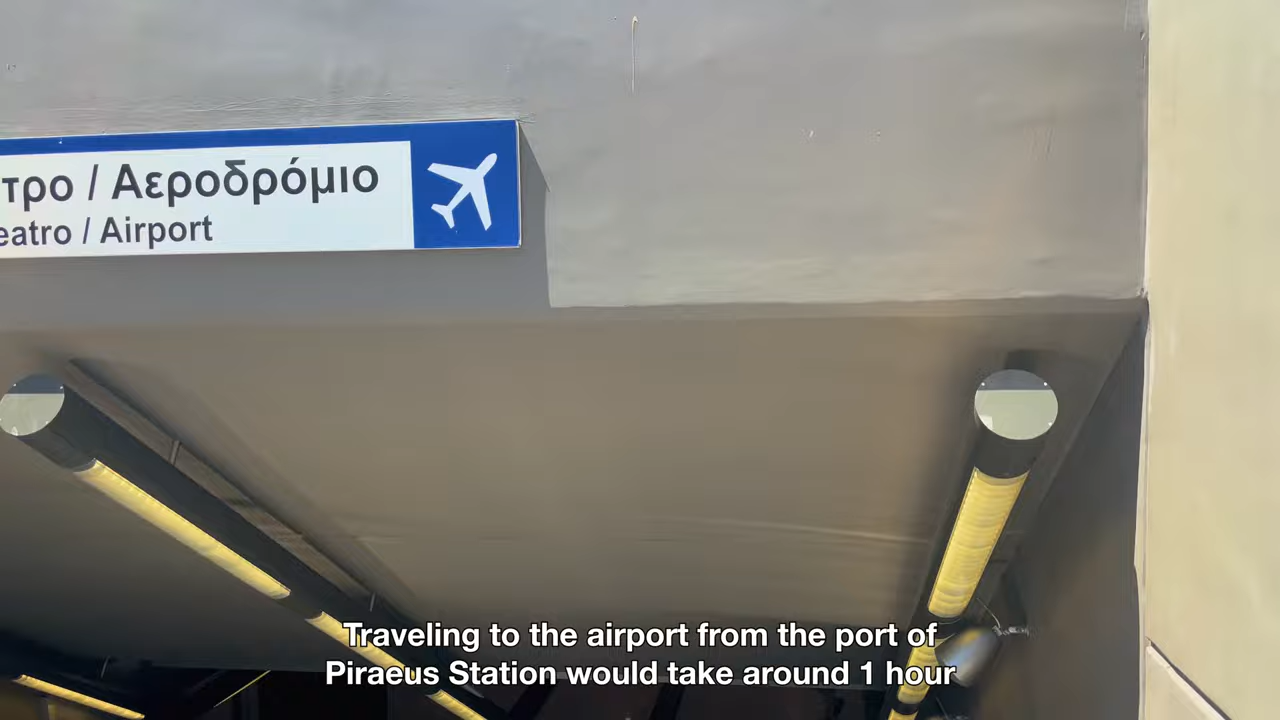 τρο / Αεροδρόμιο
eatro / Airport
Traveling to the airport from the port of
Piraeus Station would take around 1 hour